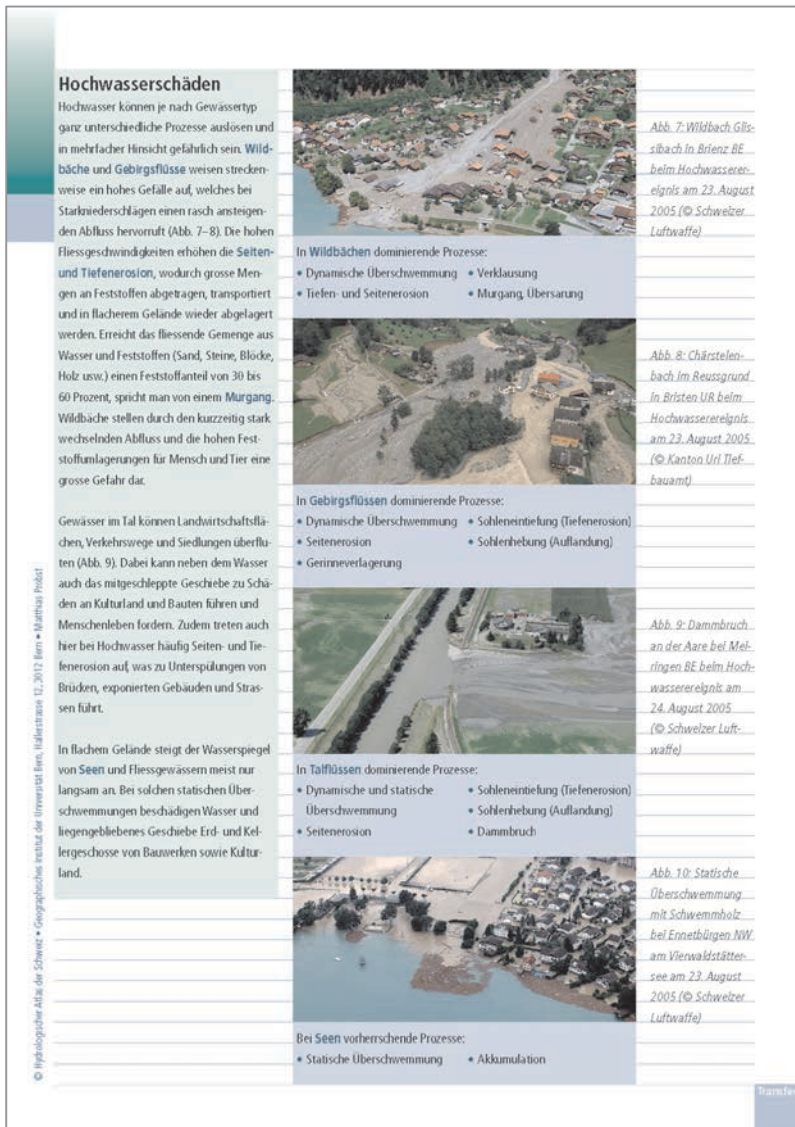 Hochwasserschäden
Hochwasser können je nach Gewässertyp
ganz unterschiedliche Prozesse auslösen und
in mehrfacher Hinsicht gefährlich sein. Wild-
bäche und Gebirgsflüsse weisen strecken-
weise ein hohes Gefälle auf, welches bei
Starkniederschlägen einen rasch ansteigen-
den Abfluss hervorruft (Abb. 7–8). Die hohen
Fliessgeschwindigkeiten erhöhen die Seiten-
und Tiefenerosion, wodurch grosse Men-
gen an Feststoffen abgetragen, transportiert
und in flacherem Gelände wieder abgelagert
werden. Erreicht das fliessende Gemenge aus
Wasser und Feststoffen (Sand, Steine, Blöcke,
Holz usw.) einen Feststoffanteil von 30 bis
60 Prozent, spricht man von einem Murgang.
Wildbäche stellen durch den kurzzeitig stark
wechselnden Abfluss und die hohen Fest-
stoffumlagerungen für Mensch und Tier eine
grosse Gefahr dar.
Gewässer im Tal können Landwirtschaftsflä-
chen, Verkehrswege und Siedlungen überflu-
ten (Abb. 9). Dabei kann neben dem Wasser
auch das mitgeschleppte Geschiebe zu Schä-
den an Kulturland und Bauten führen und
Menschenleben fordern. Zudem treten auch
hier bei Hochwasser häufig Seiten- und Tie-
fenerosion auf, was zu Unterspülungen von
Brücken, exponierten Gebäuden und Stras-
sen führt.
In flachem Gelände steigt der Wasserspiegel
von Seen und Fliessgewässern meist nur
langsam an. Bei solchen statischen Über-
schwemmungen beschädigen Wasser und
liegengebliebenes Geschiebe Erd- und Kel-
lergeschosse von Bauwerken sowie Kultur-
land.
In Wildbächen dominierende Prozesse:
• Dynamische Überschwemmung • Verklausung
• Tiefen- und Seitenerosion • Murgang, Übersarung
In Gebirgsflüssen dominierende Prozesse:
• Dynamische Überschwemmung • Sohleneintiefung (Tiefenerosion)
• Seitenerosion • Sohlenhebung (Auflandung)
• Gerinneverlagerung
In Talflüssen dominierende Prozesse:
• Dynamische und statische • Sohleneintiefung (Tiefenerosion)
Überschwemmung • Sohlenhebung (Auflandung)
• Seitenerosion • Dammbruch
Bei Seen vorherrschende Prozesse:
• Statische Überschwemmung • Akkumulation
Abb. 7: Wildbach Glis-
sibach in Brienz BE
beim Hochwasserer-
eignis am 23. August
2005 (© Schweizer
Luftwaffe)
Abb. 8: Chärstelen-
bach im Reussgrund
in Bristen UR beim
Hochwasserereignis
am 23. August 2005
(© Kanton Uri Tief-
bauamt)
Abb. 9: Dammbruch
an der Aare bei Mei-
ringen BE beim Hoch-
wasserereignis am
24. August 2005
(© Schweizer Luft-
waffe)
Abb. 10: Statische
Überschwemmung
mit Schwemmholz
bei Ennetbürgen NW
am Vierwaldstätter-
see am 23. August
2005 (© Schweizer
Luftwaffe)
© Hydrologischer Atlas der Schweiz • Geographisches Institut der Universität Bern, Hallerstrasse 12, 3012 Bern • Matthias Probst
Transfer